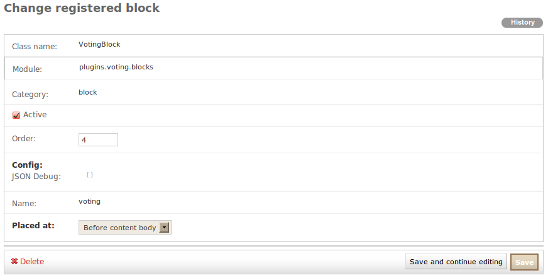 Change registered block
History
Class name: VotingBlock
Module: plugins.voting.blocks
Category: block
Active
Order: 4
Config:
JSON Debug: {}
Name: voting
Placed at: Before content body
Delete Save and continue editing Save